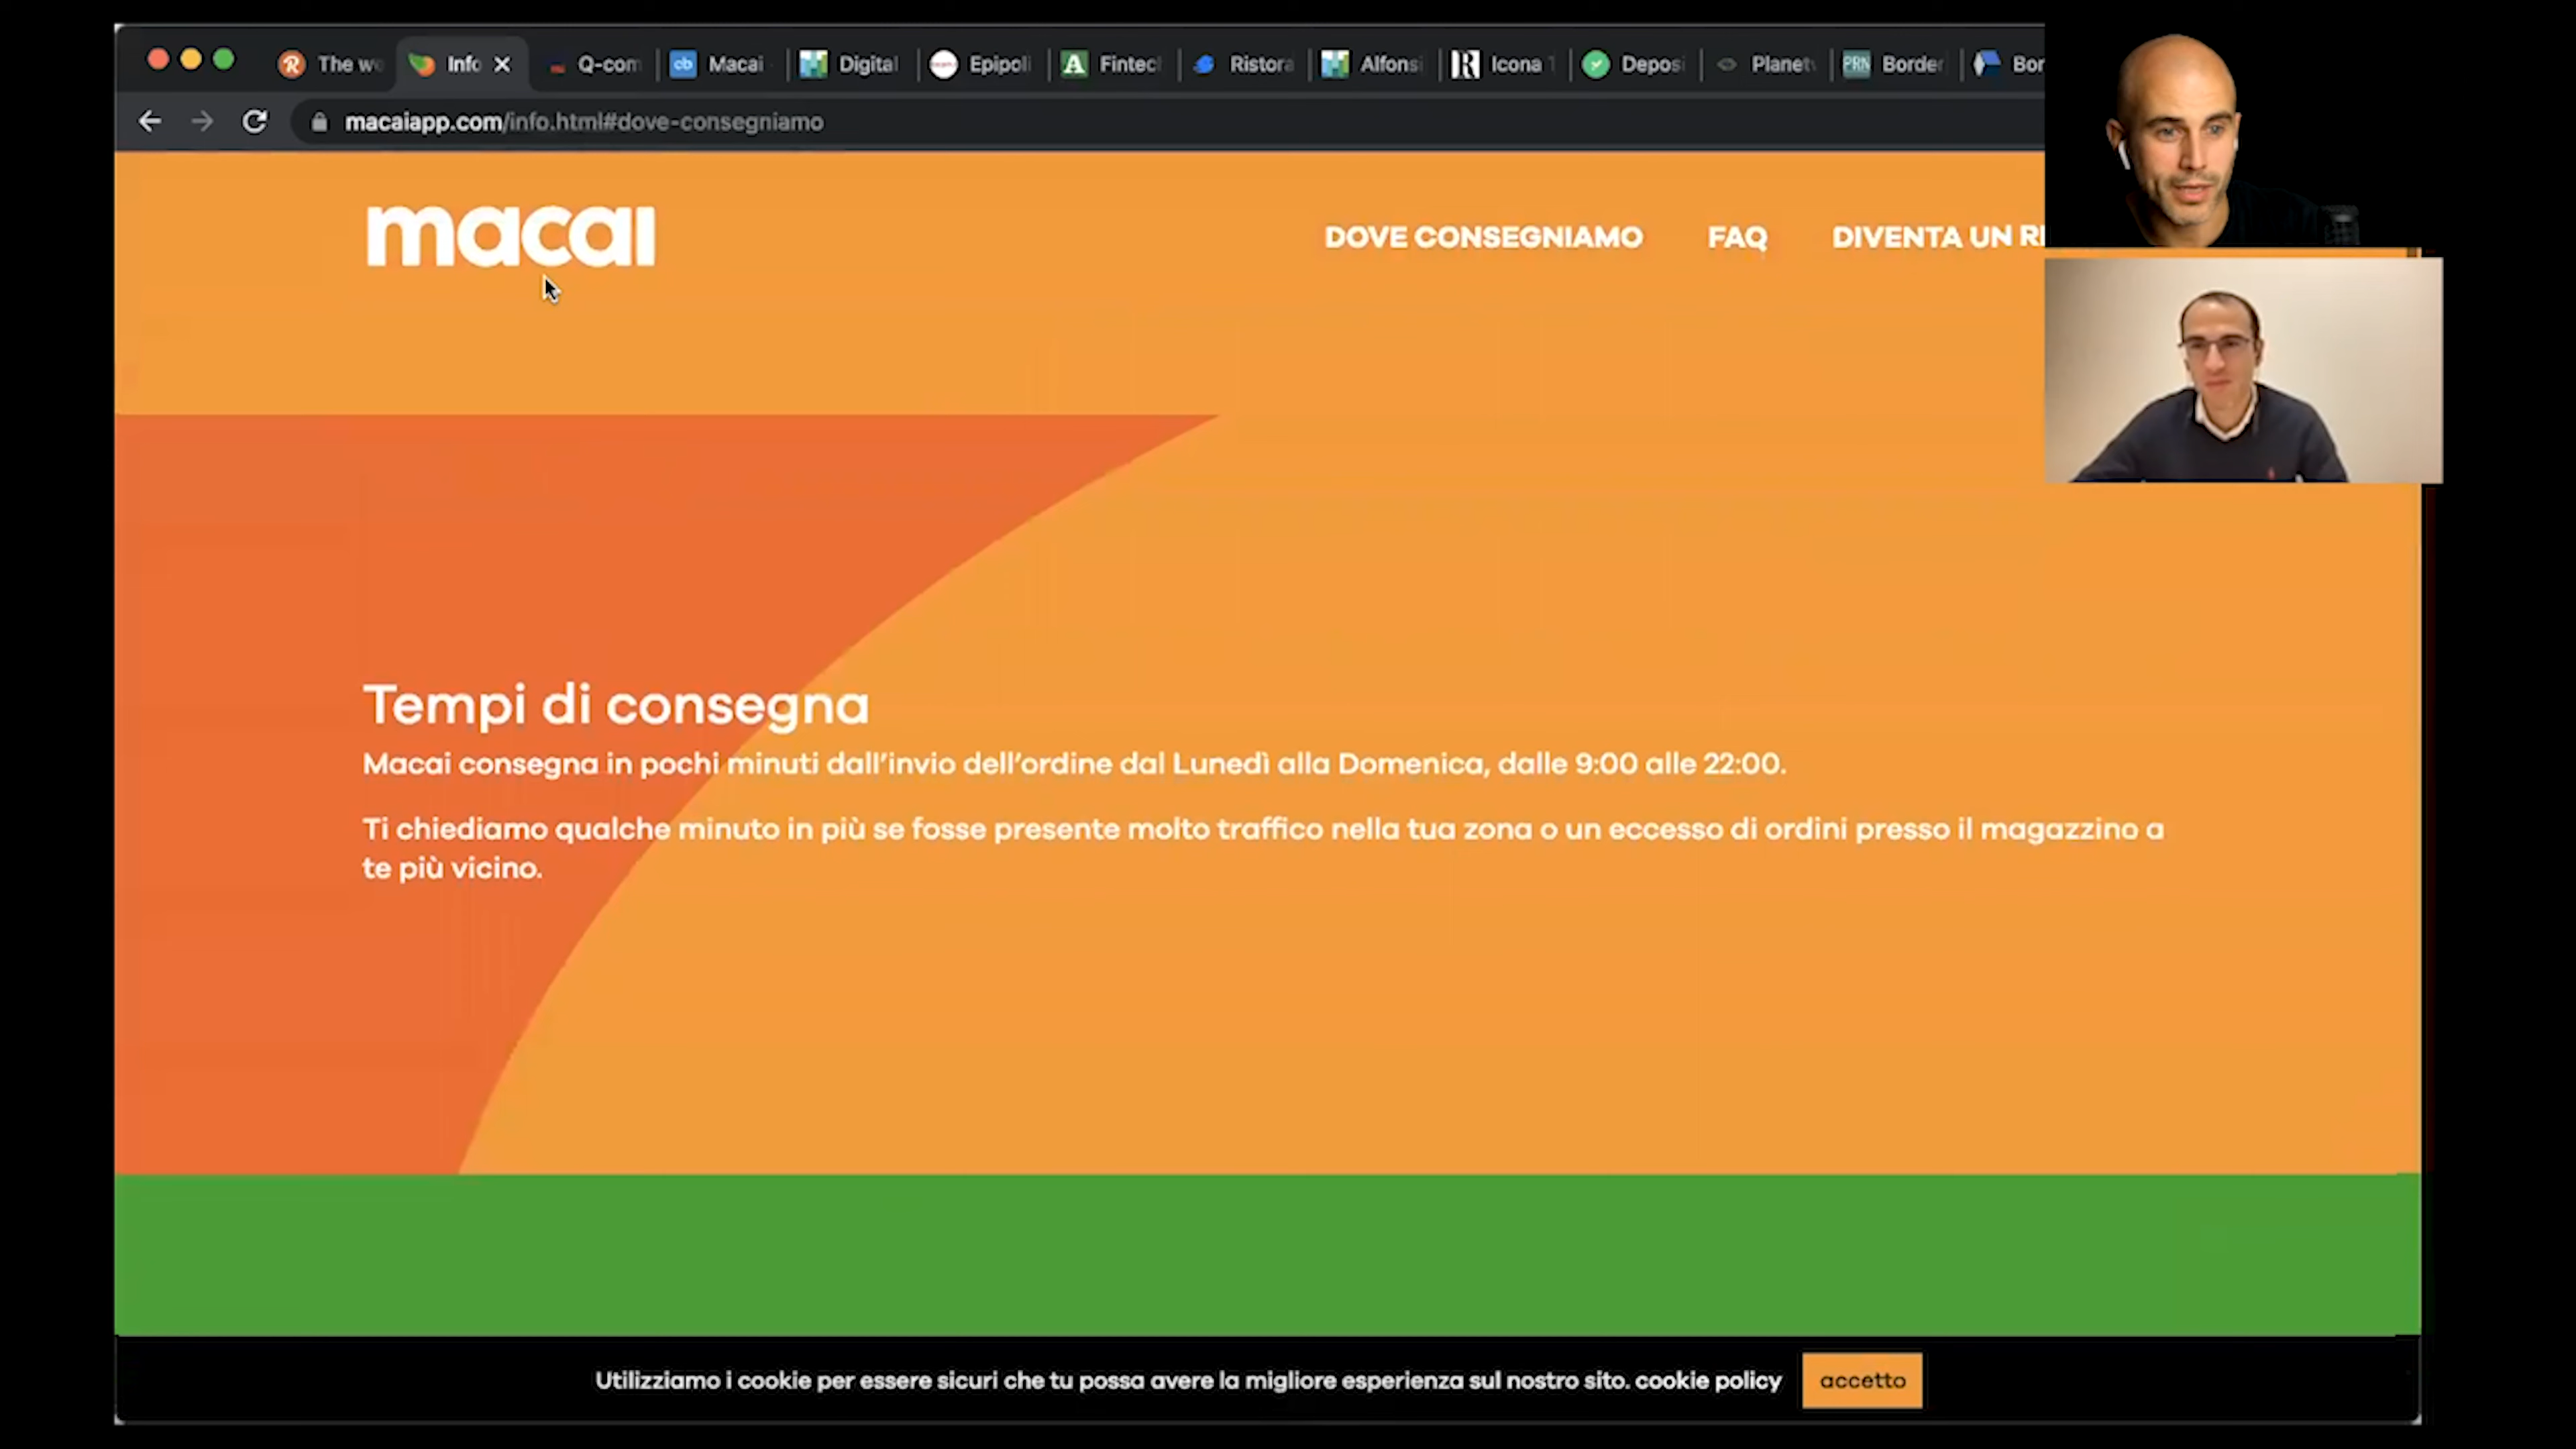 The we
Info
Q-com
Macai
Digital
Epipoli
Fintec
Ristora
Alfonsi
Icona
Deposi
Planet
Border
Bor
macaiapp.com/info.html#dove-consegniamo
macai
DOVE CONSEGNIAMO
FAQ
DIVENTA UN RI
Tempi di consegna
Macai consegna in pochi minuti dall'invio dell'ordine dal Lunedì alla Domenica, dalle 9:00 alle 22:00.
Ti chiediamo qualche minuto in più se fosse presente molto traffico nella tua zona o un eccesso di ordini presso il magazzino a
te più vicino.
Utilizziamo i cookie per essere sicuri che tu possa avere la migliore esperienza sul nostro sito. cookie policy
accetto